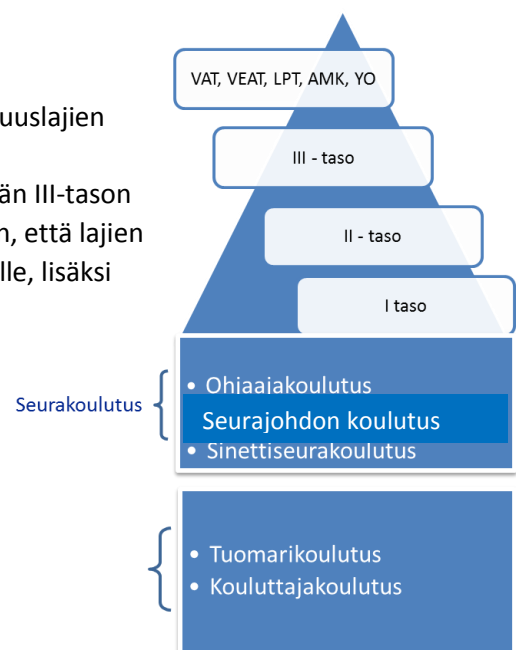 uuslajien
än III-tason
n, että lajien
lle, lisäksi
VAT, VEAT, LPT, AMK, YO
III - taso
II - taso
I taso
Seurakoulutus
• Ohjaajakoulutus
Seurajohdon koulutus
• Sinettiseurakoulutus
• Tuomarikoulutus
• Kouluttajakoulutus